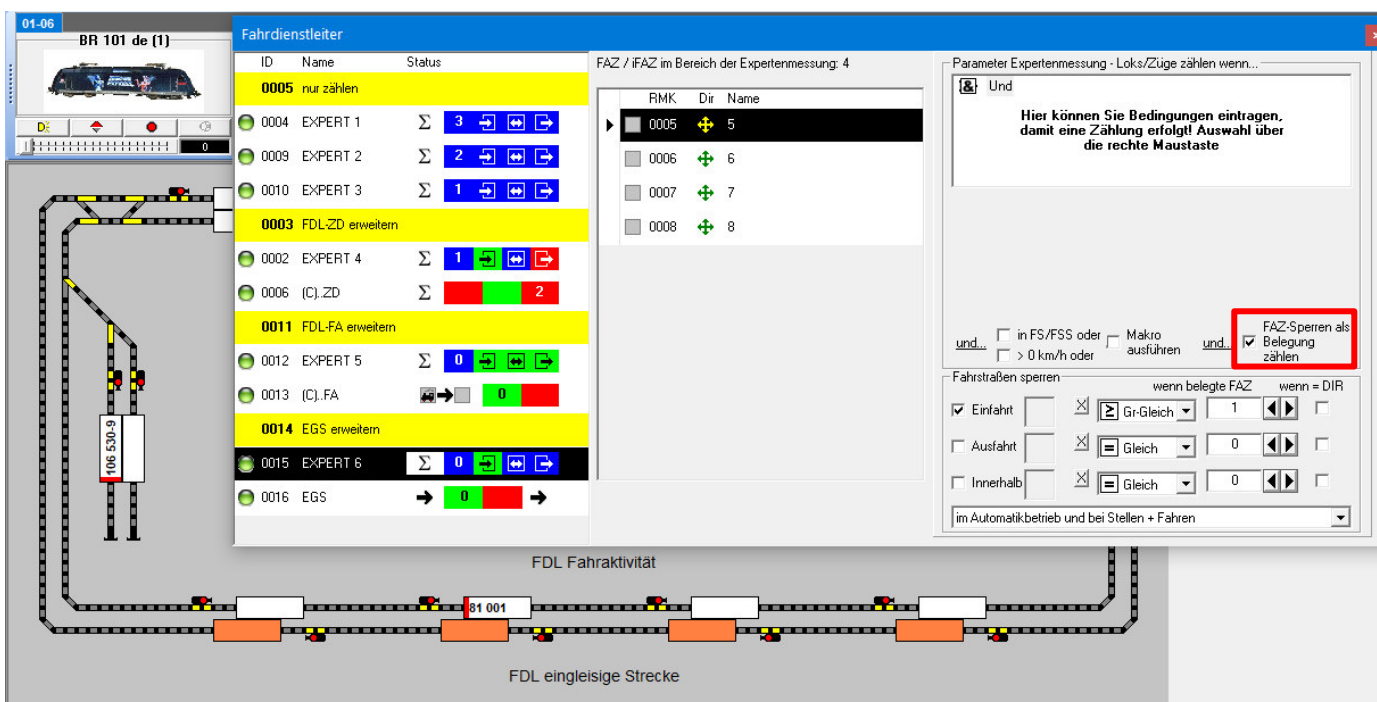 01-06
BR 101 de (1)
0
Fahrdienstleiter
ID Name Status
0005 nur zählen
0004 EXPERT 1 Σ 3
0009 EXPERT 2 Σ 2
0010 EXPERT 3 Σ 1
0003 FDL-ZD erweitern
0002 EXPERT 4 Σ 1
0006 (C)..ZD Σ 2
0011 FDL-FA erweitern
0012 EXPERT 5 Σ 0
0013 (C)..FA 0
0014 EGS erweitern
0015 EXPERT 6 Σ 0
0016 EGS 0
FAZ / iFAZ im Bereich der Expertenmessung: 4
RMK Dir Name
0005 5
0006 6
0007 7
0008 8
Parameter Expertenmessung - Loks/Züge zählen wenn...
{&} Und
Hier können Sie Bedingungen eintragen,
damit eine Zählung erfolgt! Auswahl über
die rechte Maustaste
und... in FS/FSS oder
> 0 km/h oder
Makro
ausführen
und...
FAZ-Sperren als
Belegung
zählen
Fahrstraßen sperren
wenn belegte FAZ wenn = DIR
Einfahrt X ≥ Gr-Gleich 1
Ausfahrt X = Gleich 0
Innerhalb X = Gleich 0
im Automatikbetrieb und bei Stellen + Fahren
106 530-9
FDL Fahraktivität
81 001
FDL eingleisige Strecke